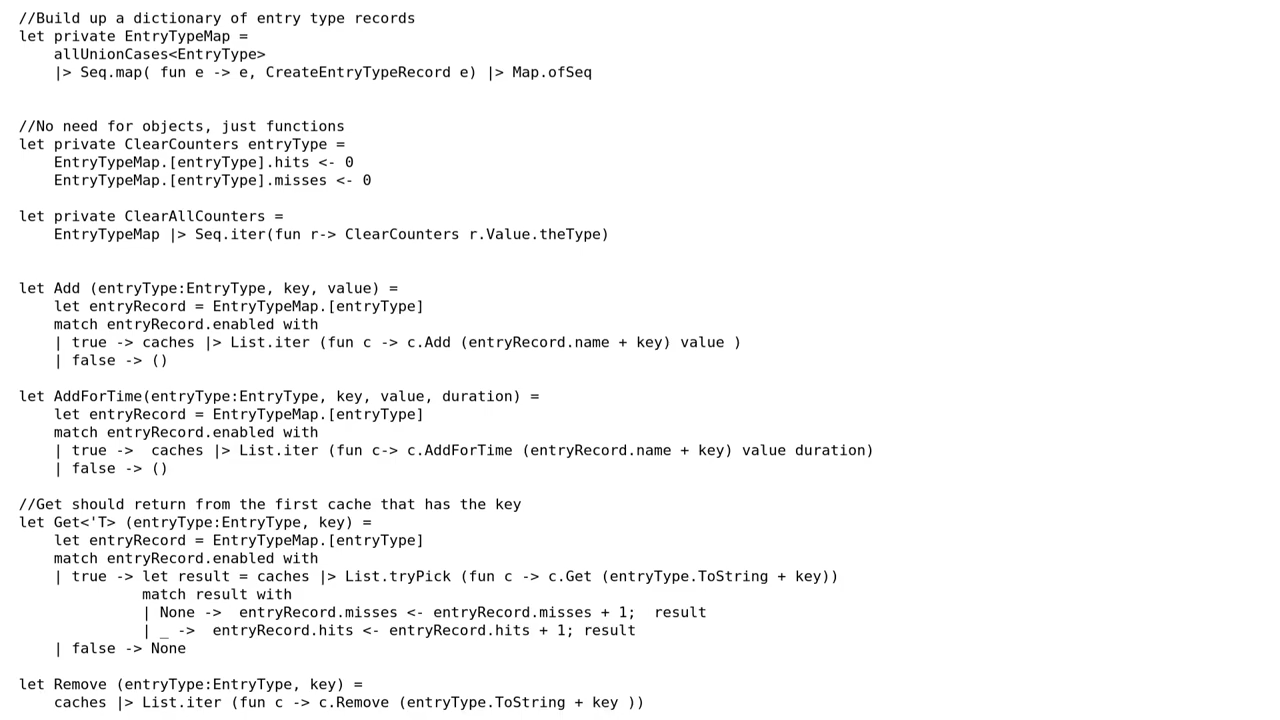 //Build up a dictionary of entry type records
let private EntryTypeMap =
    allUnionCases<EntryType>
    |> Seq.map( fun e -> e, CreateEntryTypeRecord e) |> Map.ofSeq
//No need for objects, just functions
let private ClearCounters entryType =
    EntryTypeMap.[entryType].hits <- 0
    EntryTypeMap.[entryType].misses <- 0
let private ClearAllCounters =
    EntryTypeMap |> Seq.iter(fun r-> ClearCounters r.Value.theType)
let Add (entryType:EntryType, key, value) =
    let entryRecord = EntryTypeMap.[entryType]
    match entryRecord.enabled with
    | true -> caches |> List.iter (fun c -> c.Add (entryRecord.name + key) value )
    | false -> ()
let AddForTime(entryType:EntryType, key, value, duration) =
    let entryRecord = EntryTypeMap.[entryType]
    match entryRecord.enabled with
    | true ->  caches |> List.iter (fun c-> c.AddForTime (entryRecord.name + key) value duration)
    | false -> ()
//Get should return from the first cache that has the key
let Get<'T> (entryType:EntryType, key) =
    let entryRecord = EntryTypeMap.[entryType]
    match entryRecord.enabled with
    | true -> let result = caches |> List.tryPick (fun c -> c.Get (entryType.ToString + key))
              match result with
              | None ->  entryRecord.misses <- entryRecord.misses + 1;  result
              | _ ->  entryRecord.hits <- entryRecord.hits + 1; result
    | false -> None
let Remove (entryType:EntryType, key) =
    caches |> List.iter (fun c -> c.Remove (entryType.ToString + key ))